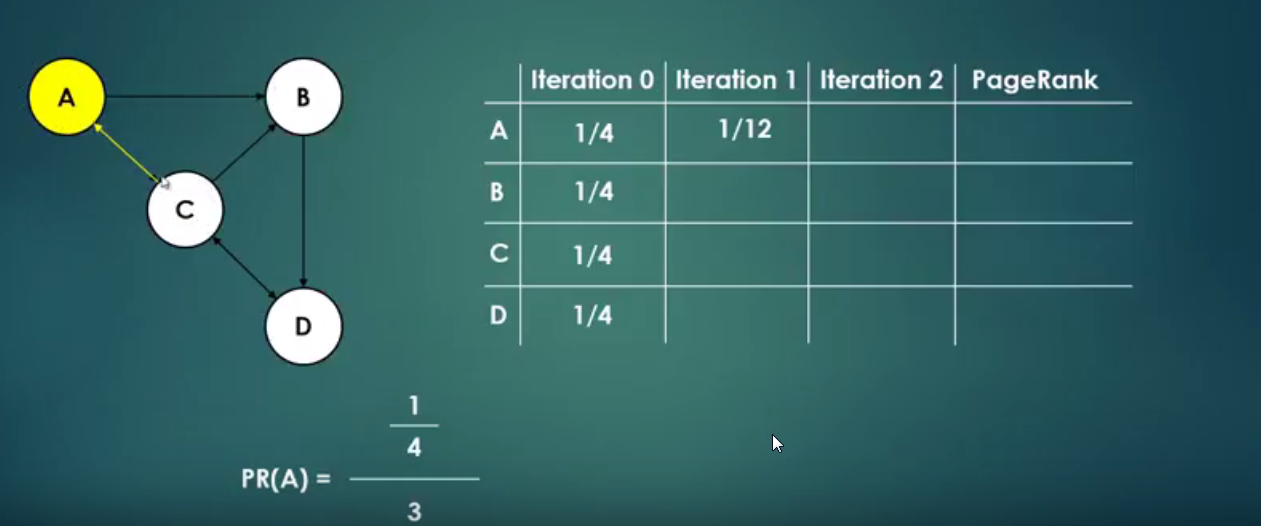 A
B
C
D
Iteration 0 Iteration 1 Iteration 2 PageRank
A 1/4 1/12
B 1/4
C 1/4
D 1/4
1
4
PR(A) =
3